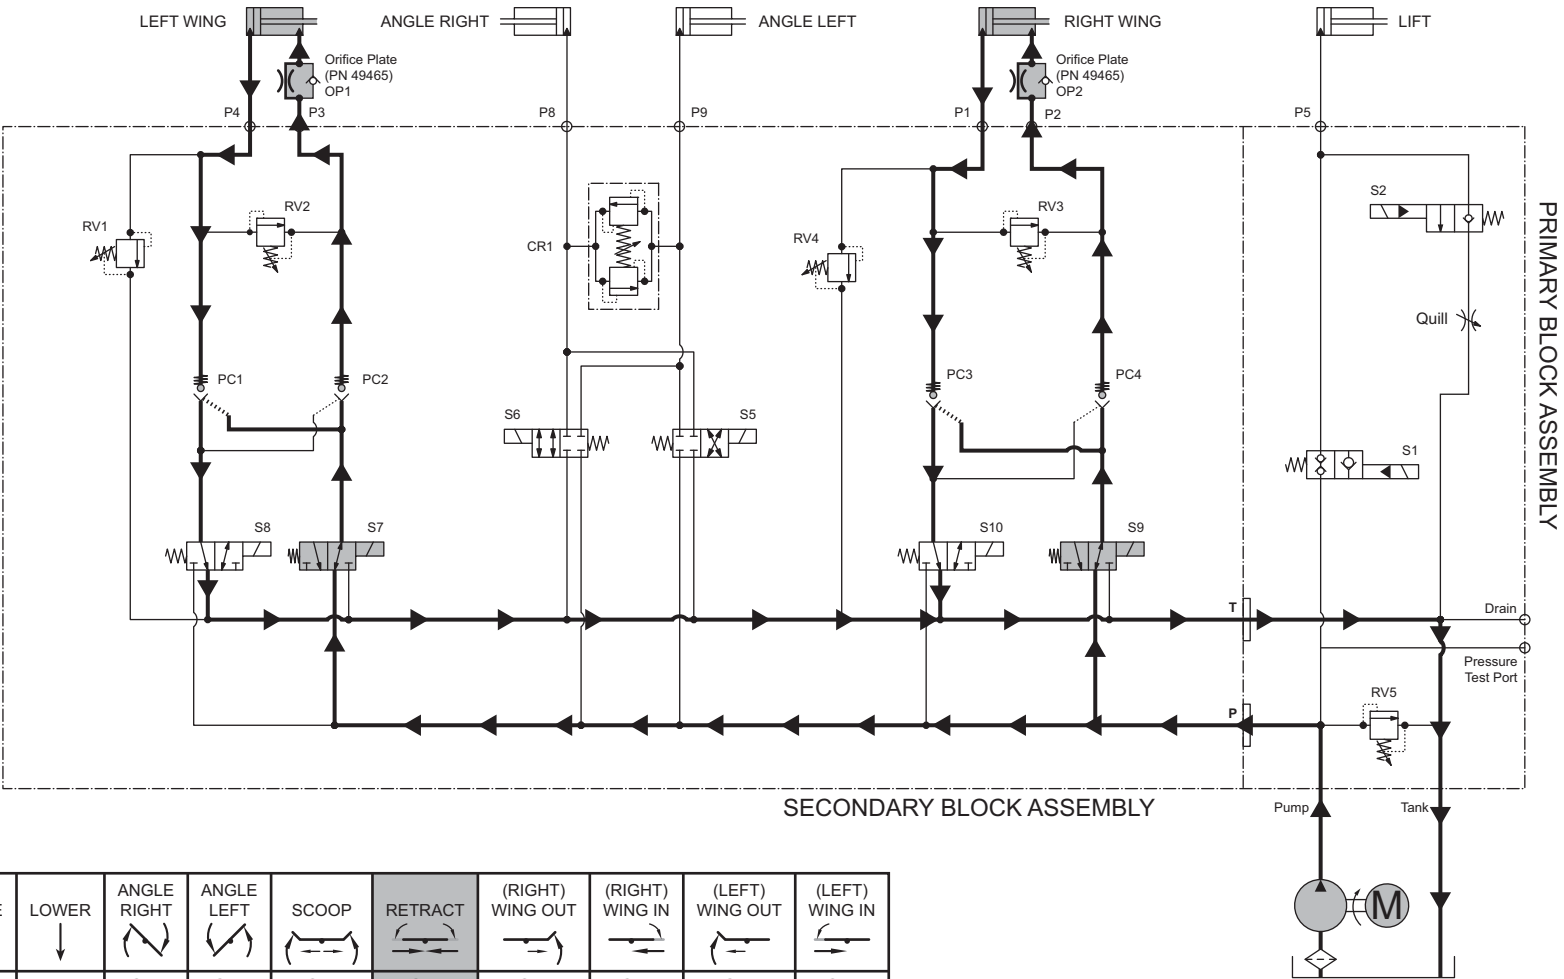 LEFT WING
ANGLE RIGHT
ANGLE LEFT
RIGHT WING
LIFT
Orifice Plate
(PN 49465)
OP1
Orifice Plate
(PN 49465)
OP2
P4
P3
P8
P9
P1
P2
P5
RV1
RV2
CR1
RV4
RV3
S2
Quill
PRIMARY BLOCK ASSEMBLY
PC1
PC2
PC3
PC4
S6
S5
S1
S8
S7
S10
S9
T
Drain
Pressure
Test Port
P
RV5
SECONDARY BLOCK ASSEMBLY
Pump
Tank
M
LOWER
ANGLE
RIGHT
ANGLE
LEFT
SCOOP
RETRACT
(RIGHT)
WING OUT
(RIGHT)
WING IN
(LEFT)
WING OUT
(LEFT)
WING IN